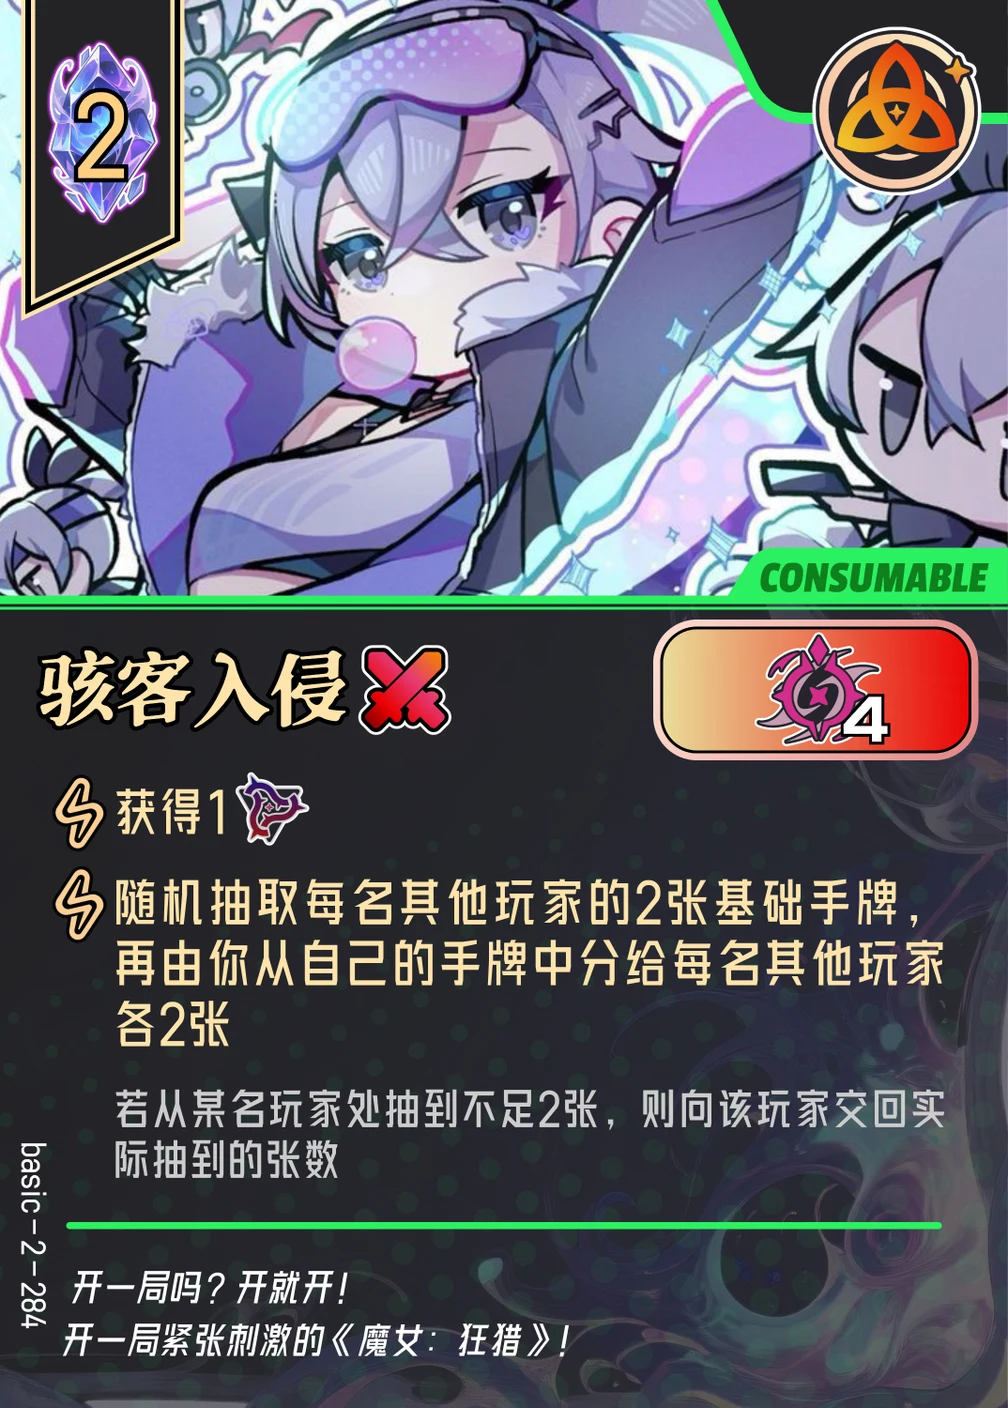 2
CONSUMABLE
骇客入侵
4
获得1
随机抽取每名其他玩家的2张基础手牌，
再由你从自己的手牌中分给每名其他玩家
各2张
若从某名玩家处抽到不足2张，则向该玩家交回实
际抽到的张数
basic-2-284
开一局吗？开就开！
开一局紧张刺激的《魔女：狂猎》！